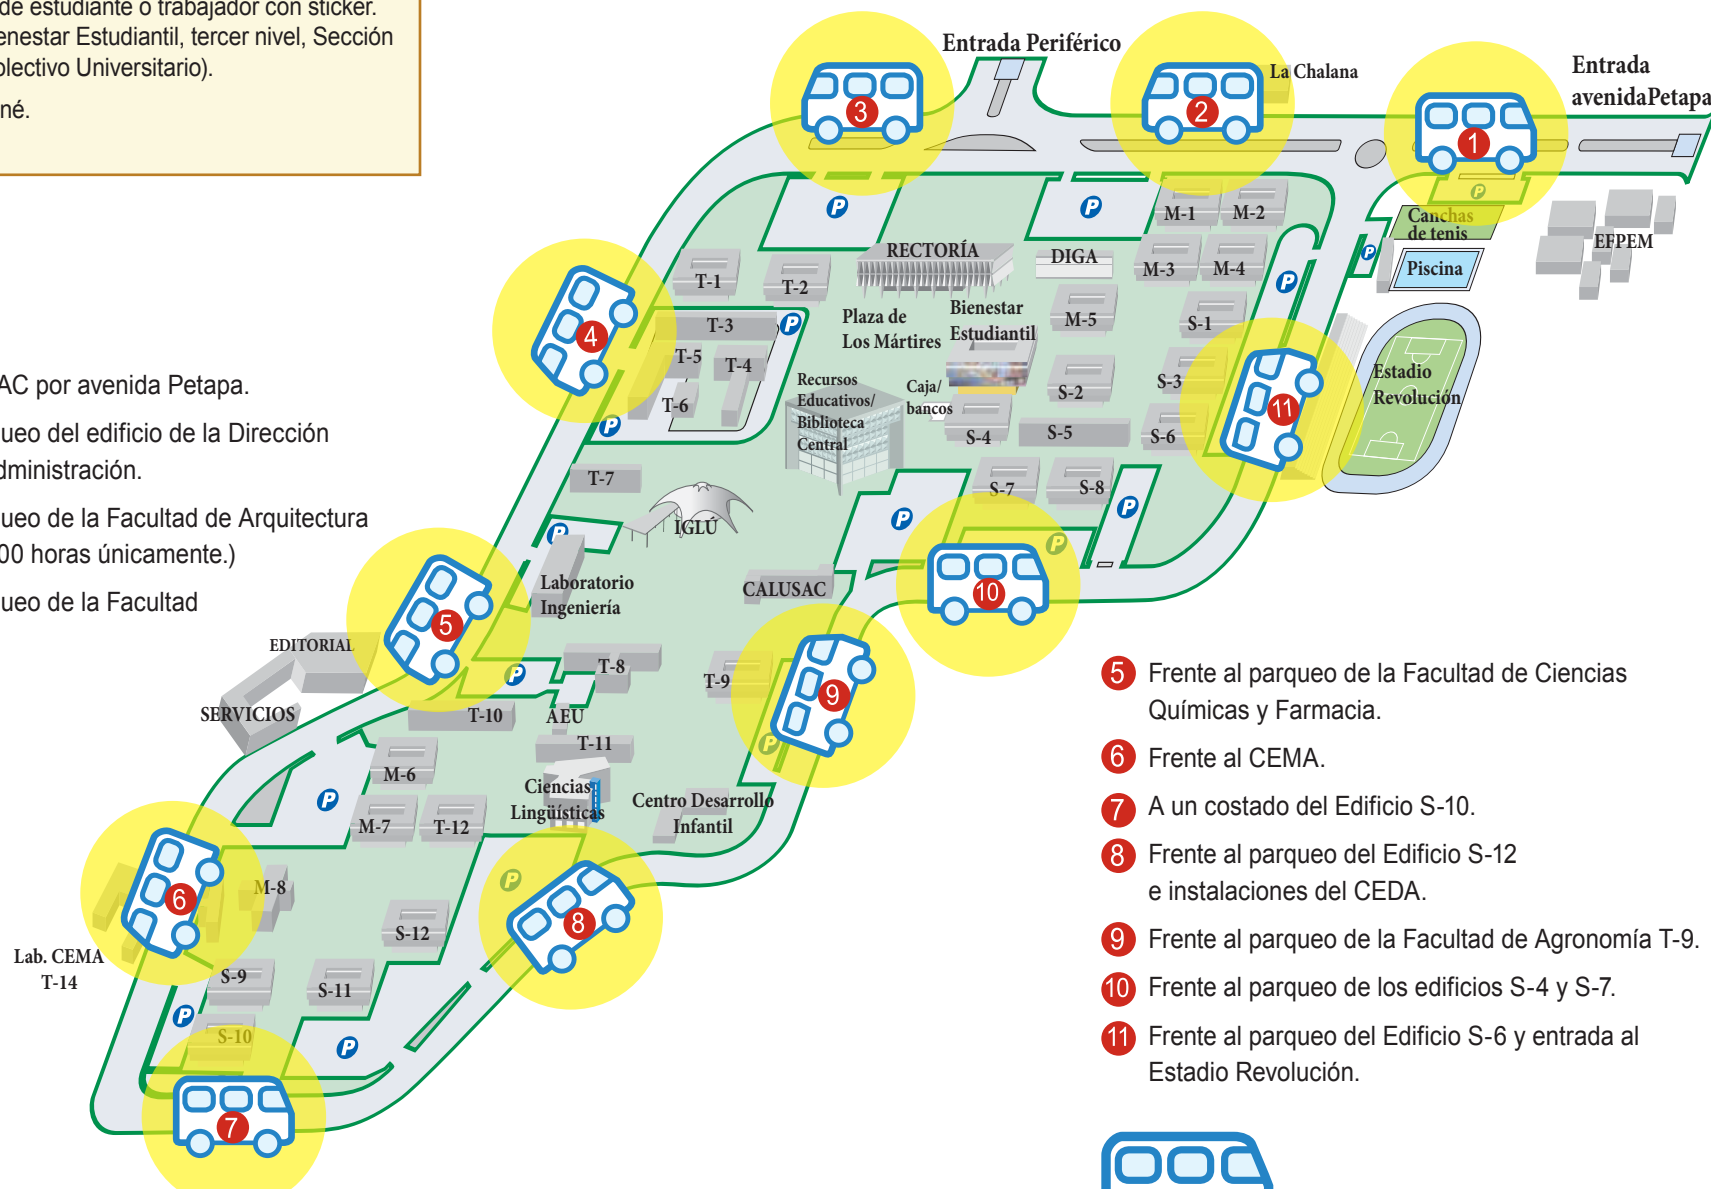 de estudiante o trabajador con sticker.
enestar Estudiantil, tercer nivel, Sección
olectivo Universitario).
né.
Entrada Periférico
La Chalana
Entrada
avenidaPetapa
3
2
1
P
P
P
M-1
M-2
Canchas
de tenis
EFPEM
RECTORÍA
DIGA
M-3
M-4
P
Piscina
T-1
T-2
P
Plaza de
Los Mártires
Bienestar
Estudiantil
M-5
S-1
4
T-3
P
T-5
T-4
T-6
P
Recursos
Educativos/
Biblioteca
Central
Caja/
bancos
S-2
S-3
Estadio
Revolución
11
S-4
S-5
S-6
AC por avenida Petapa.
ueo del edificio de la Dirección
dministración.
ueo de la Facultad de Arquitectura
00 horas únicamente.)
ueo de la Facultad
T-7
IGLÚ
S-7
S-8
P
P
P
P
Laboratorio
Ingeniería
CALUSAC
10
5
EDITORIAL
SERVICIOS
P
T-8
T-9
9
T-10
AEU
T-11
P
M-6
Ciencias
Lingüísticas
Centro Desarrollo
Infantil
P
M-7
T-12
P
6
M-8
8
S-12
Lab. CEMA
T-14
S-9
S-11
P
S-10
P
7
5 Frente al parqueo de la Facultad de Ciencias
Químicas y Farmacia.
6 Frente al CEMA.
7 A un costado del Edificio S-10.
8 Frente al parqueo del Edificio S-12
e instalaciones del CEDA.
9 Frente al parqueo de la Facultad de Agronomía T-9.
10 Frente al parqueo de los edificios S-4 y S-7.
11 Frente al parqueo del Edificio S-6 y entrada al
Estadio Revolución.